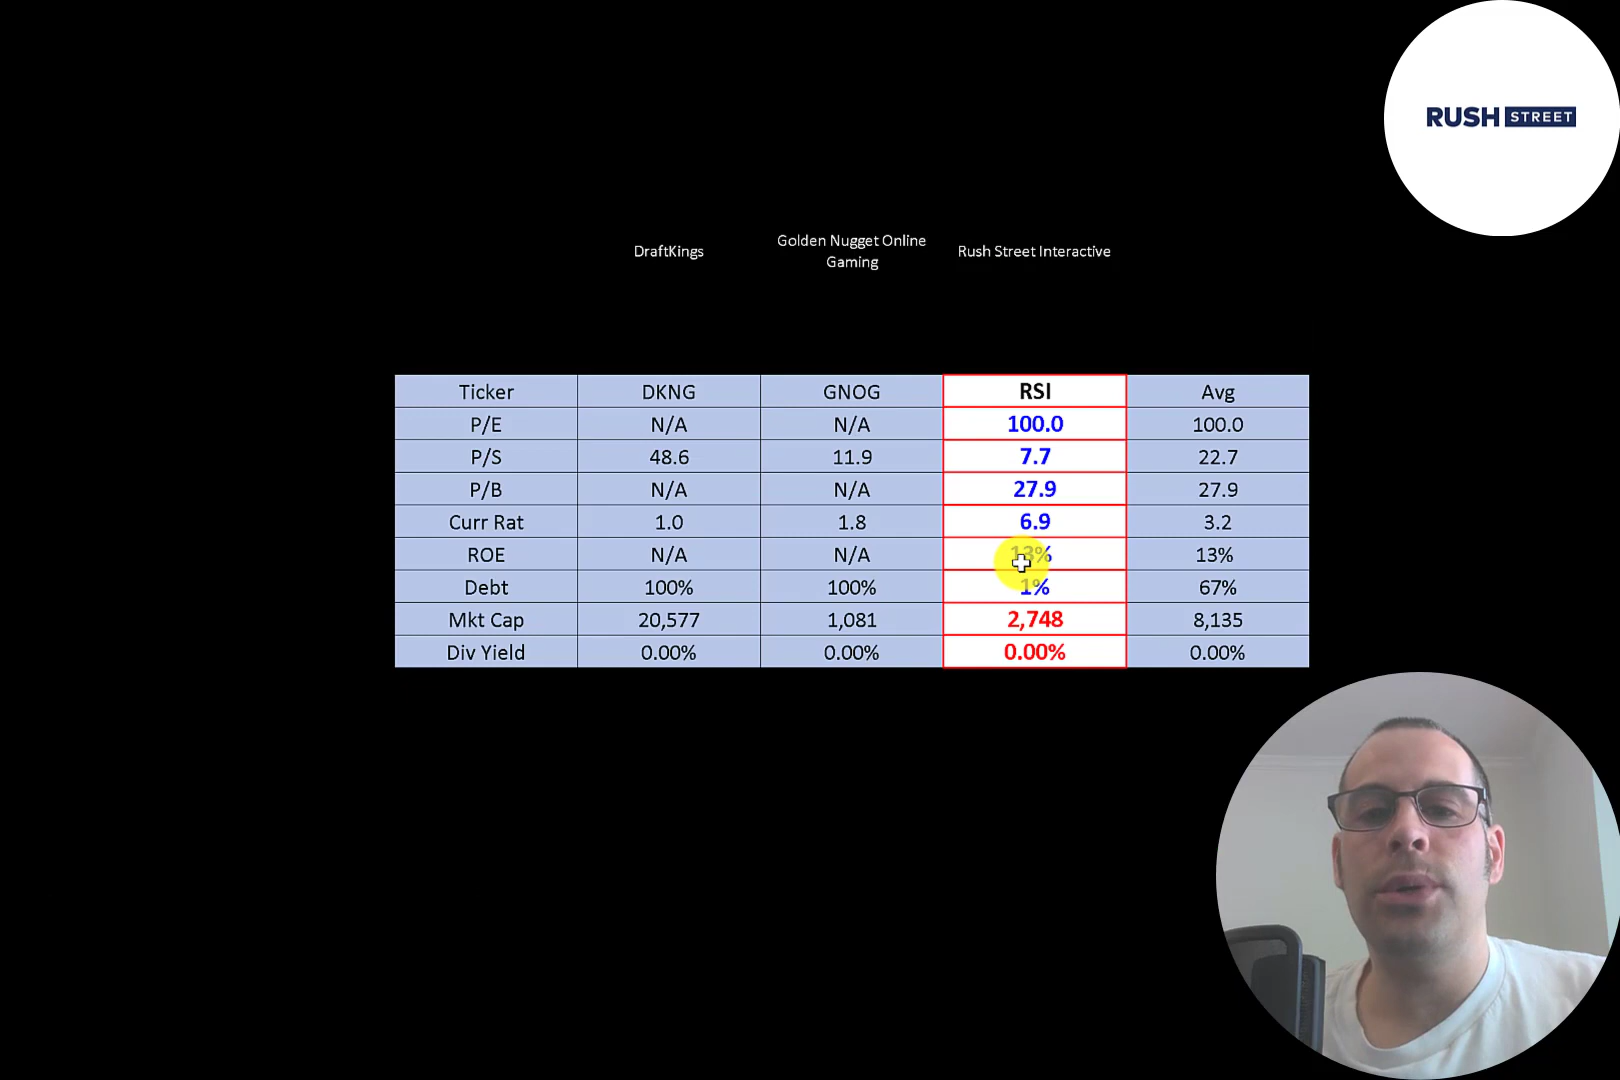 RUSH STREET
DraftKings
Golden Nugget Online
Gaming
Rush Street Interactive
Ticker DKNG GNOG RSI Avg
P/E N/A N/A 100.0 100.0
P/S 48.6 11.9 7.7 22.7
P/B N/A N/A 27.9 27.9
Curr Rat 1.0 1.8 6.9 3.2
ROE N/A N/A 13% 13%
Debt 100% 100% 1% 67%
Mkt Cap 20,577 1,081 2,748 8,135
Div Yield 0.00% 0.00% 0.00% 0.00%